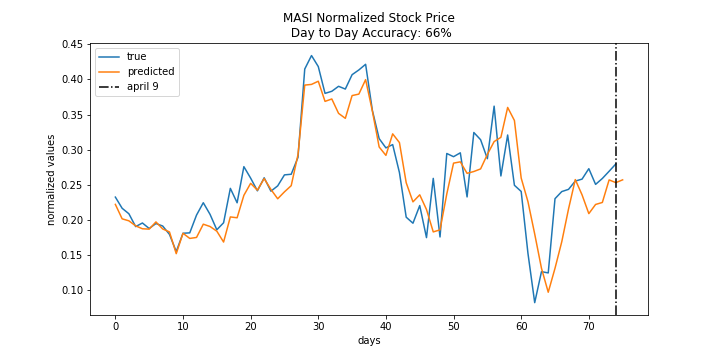 MASI Normalized Stock Price
Day to Day Accuracy: 66%
0.45
0.40
0.35
0.30
0.25
0.20
0.15
0.10
normalized values
true
predicted
april 9
0 10 20 30 40 50 60 70
days